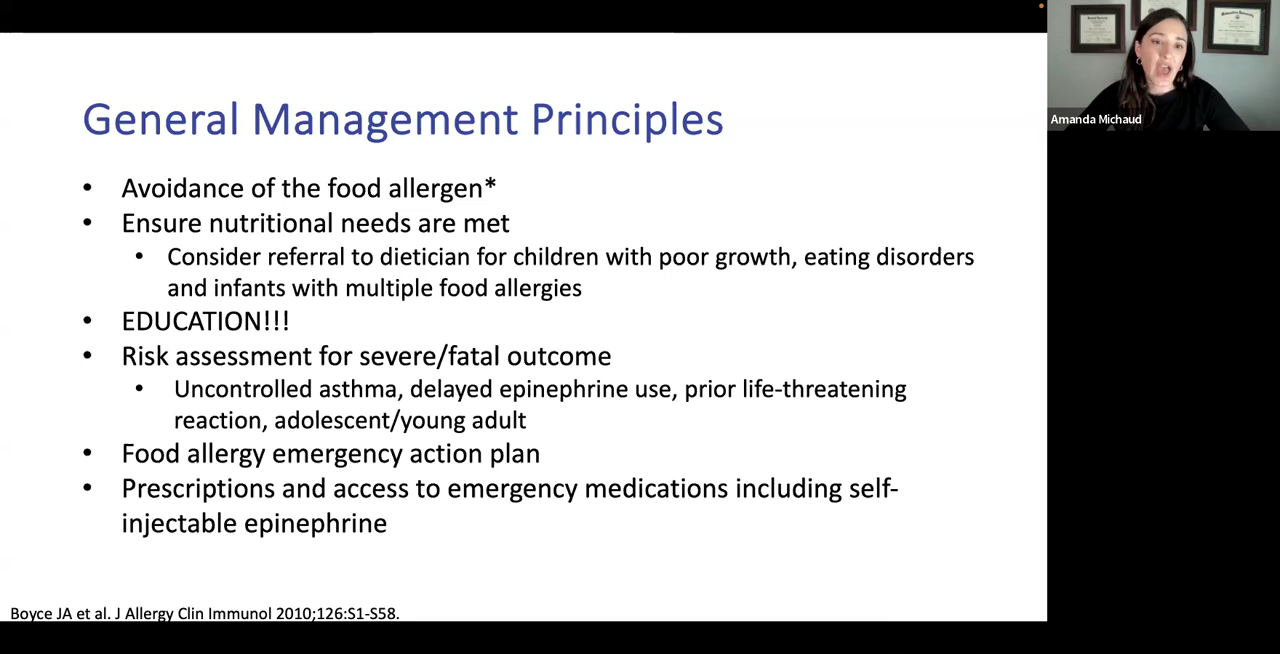 General Management Principles
• Avoidance of the food allergen*
• Ensure nutritional needs are met
• Consider referral to dietician for children with poor growth, eating disorders
and infants with multiple food allergies
• EDUCATION!!!
• Risk assessment for severe/fatal outcome
• Uncontrolled asthma, delayed epinephrine use, prior life-threatening
reaction, adolescent/young adult
• Food allergy emergency action plan
• Prescriptions and access to emergency medications including self-
injectable epinephrine
Boyce JA et al. J Allergy Clin Immunol 2010;126:S1-S58.
Amanda Michaud